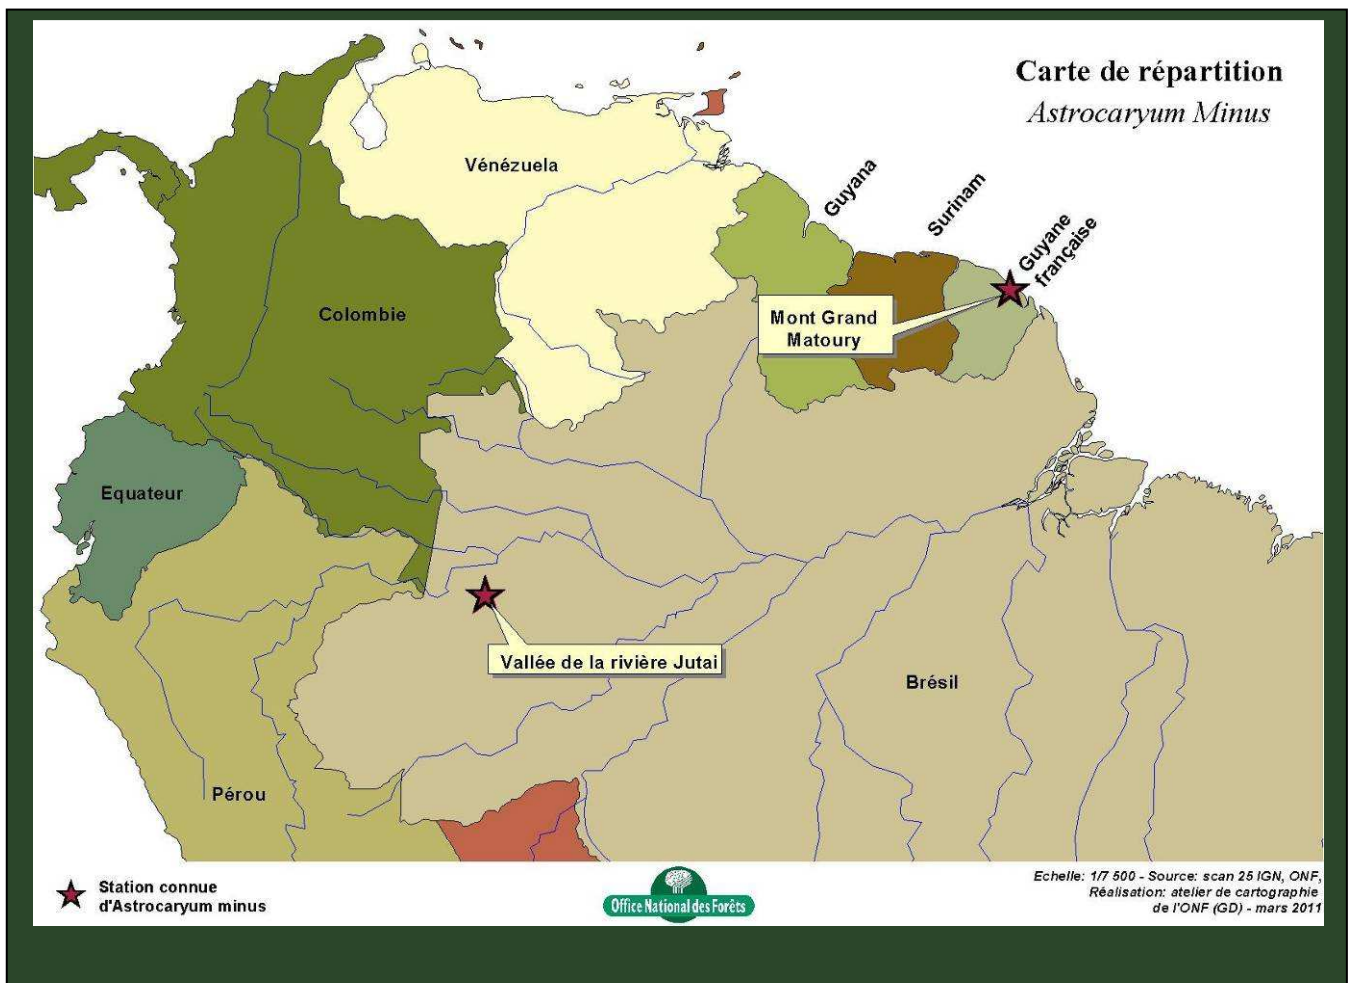 Carte de répartition
Astrocaryum Minus
Vénézuela
Guyana
Surinam
Guyane
française
Colombie
Mont Grand
Matoury
Equateur
Vallée de la rivière Jutai
Brésil
Pérou
Station connue
d'Astrocaryum minus
Office National des Forêts
Echelle: 1/7 500 - Source: scan 25 IGN, ONF,
Réalisation: atelier de cartographie
de l'ONF (GD) - mars 2011